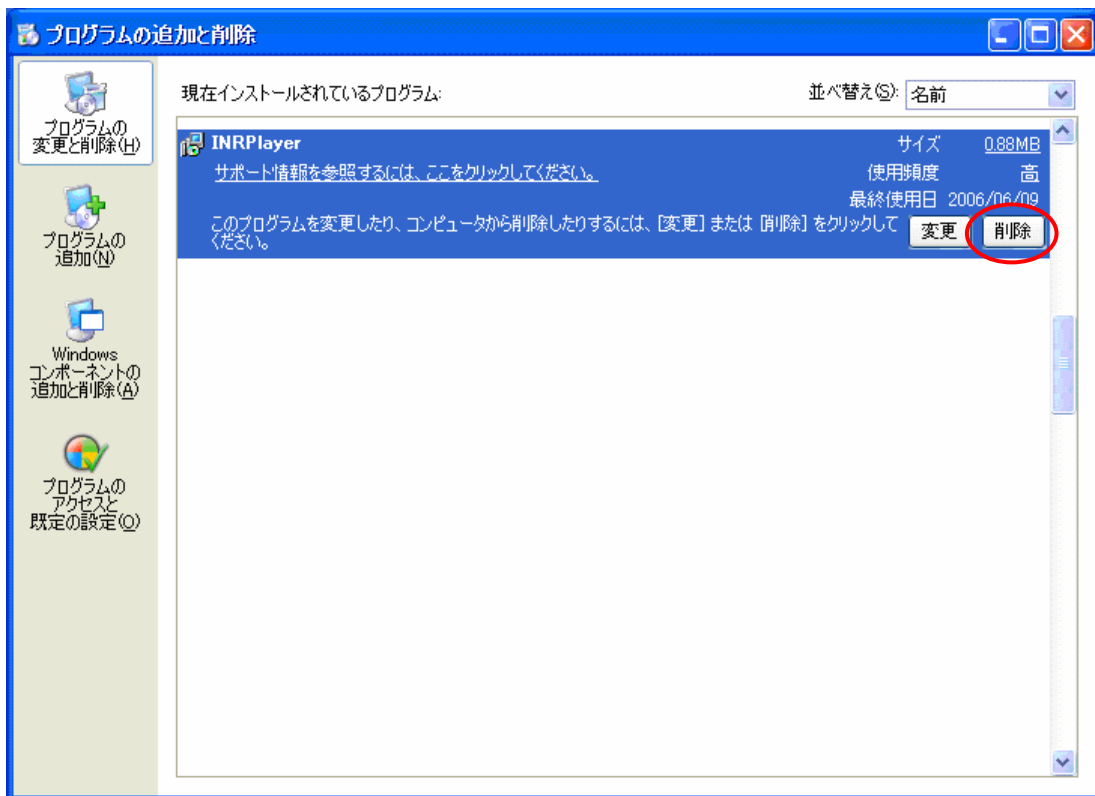 プログラムの追加と削除
プログラムの
変更と削除(H)
プログラムの
追加(N)
Windows
コンポーネントの
追加と削除(A)
プログラムの
アクセスと
既定の設定(O)
現在インストールされているプログラム:
並べ替え(S): 名前
INRPlayer
サイズ 0.88MB
サポート情報を参照するには、ここをクリックしてください。
使用頻度 高
最終使用日 2006/06/09
このプログラムを変更したり、コンピュータから削除したりするには、[変更] または [削除] をクリックして
ください。
変更
削除